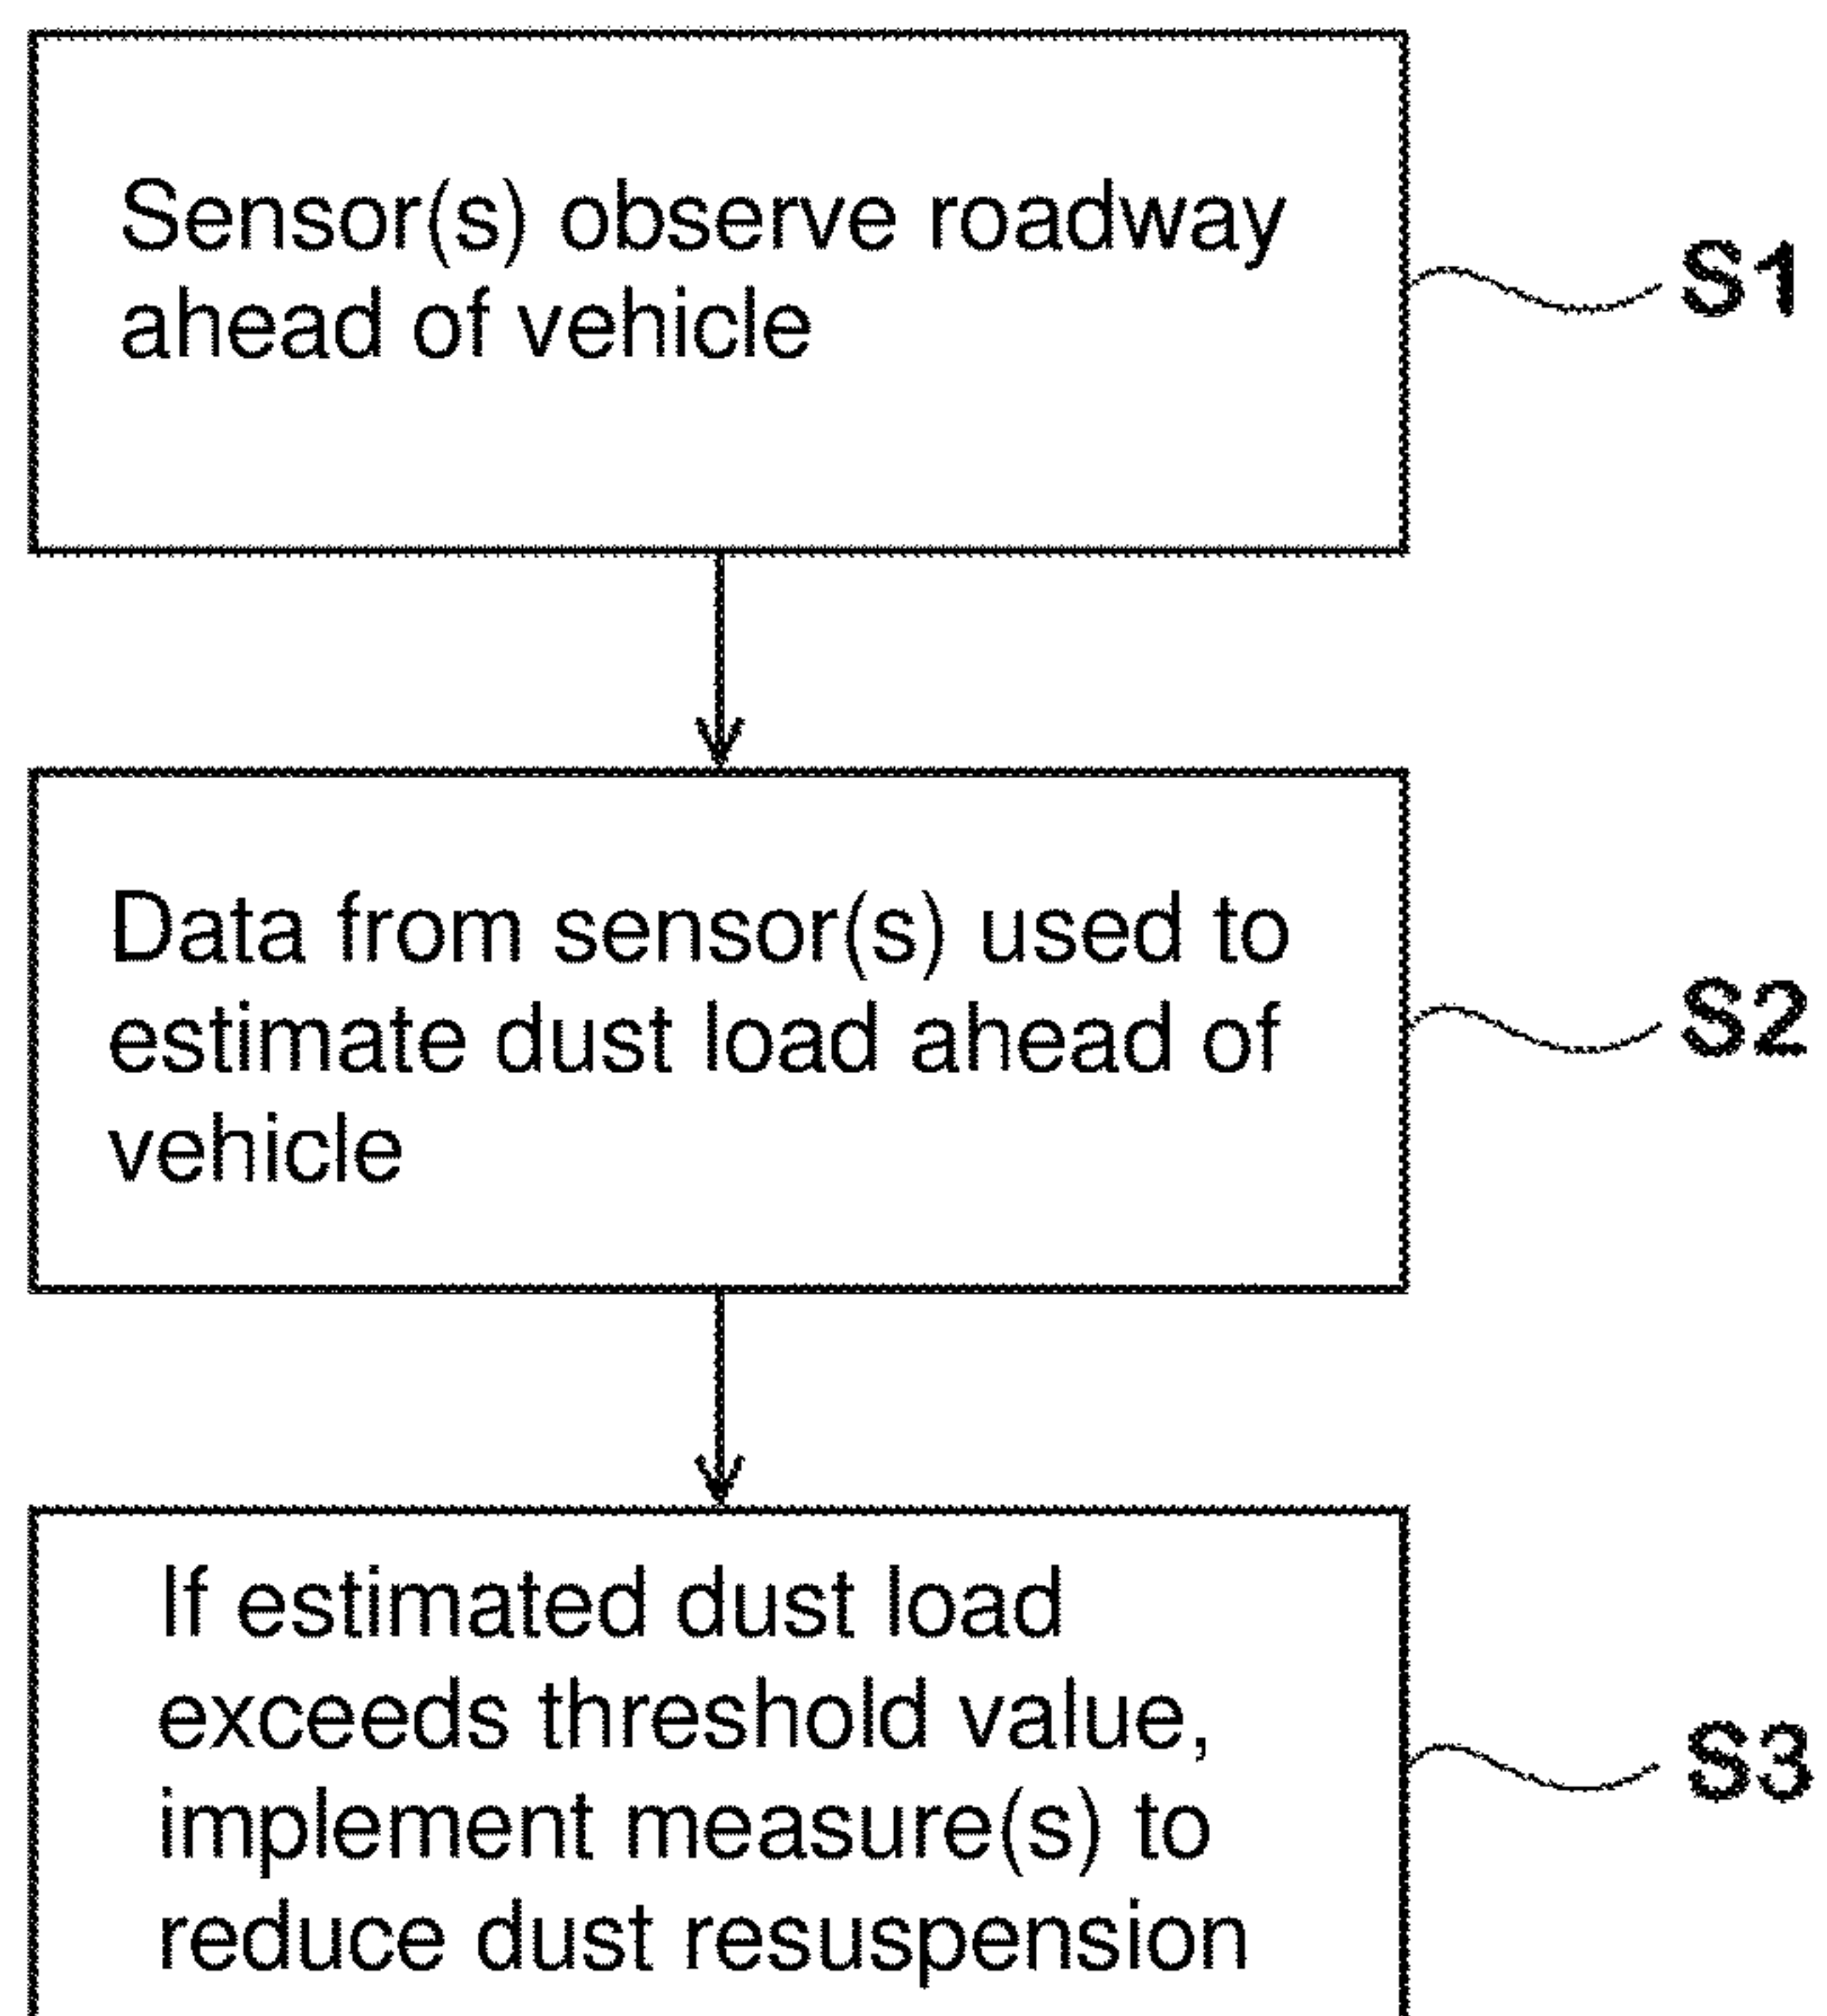 Sensor(s) observe roadway
ahead of vehicle
S1
Data from sensor(s) used to
estimate dust load ahead of
vehicle
S2
If estimated dust load
exceeds threshold value,
implement measure(s) to
reduce dust resuspension
S3